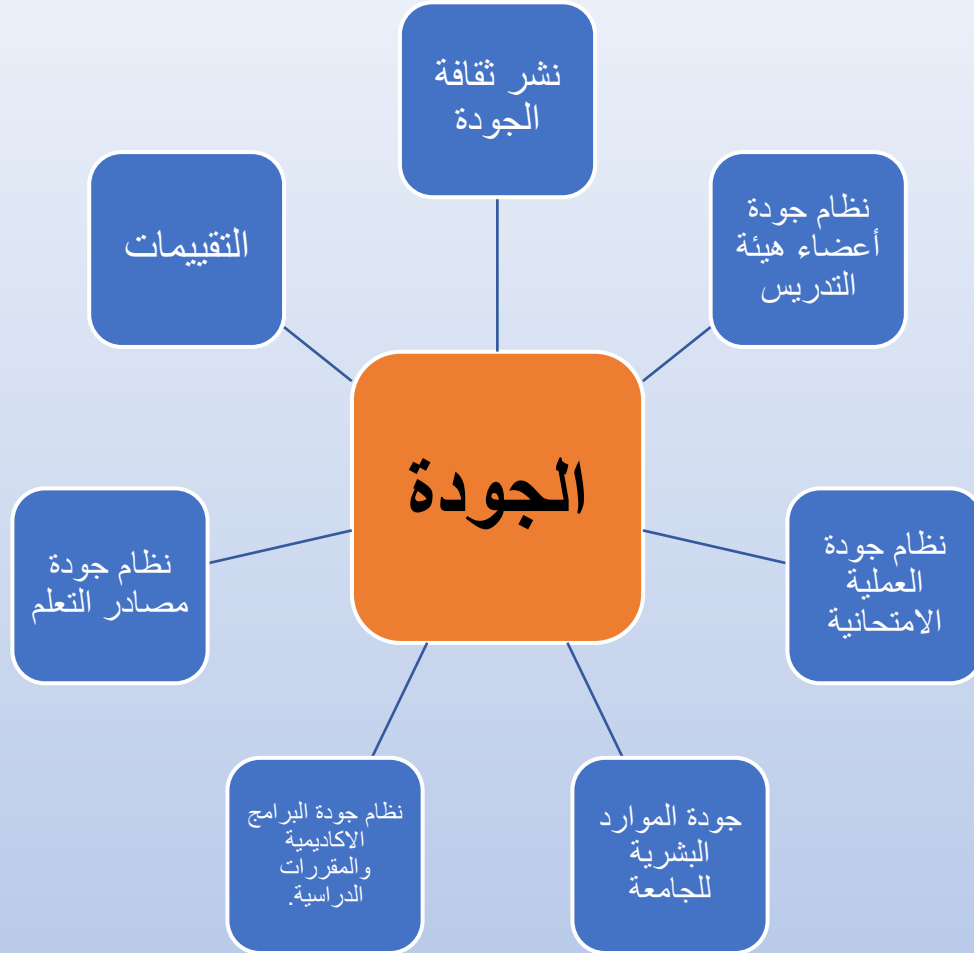 نشر ثقافة
الجودة
نظام جودة
أعضاء هيئة
التدريس
نظام جودة
العملية
الامتحانية
جودة الموارد
البشرية
للجامعة
نظام جودة البرامج
الاكاديمية
والمقررات
الدراسية.
نظام جودة
مصادر التعلم
التقييمات
الجودة